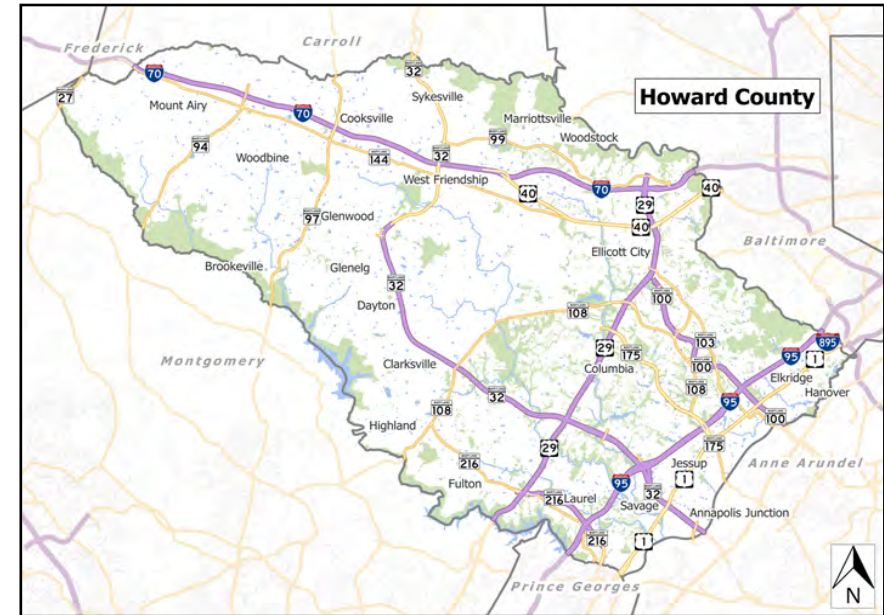 Frederick
Carroll
Howard County
70
32
27
Mount Airy
Sykesville
70
Cooksville
Marriottsville
94
99
Woodstock
Woodbine
144
32
West Friendship
40
70
40
29
97
Glenwood
40
Baltimore
Ellicott City
Brookeville
Glenelg
32
100
Dayton
108
103
895
Montgomery
29
175
95
1
Clarksville
Columbia
100
Elkridge
108
Hanover
32
95
108
100
Highland
29
175
216
Jessup
Anne Arundel
Fulton
95
1
216
Laurel
32
Savage
Annapolis Junction
216
1
Prince Georges
N